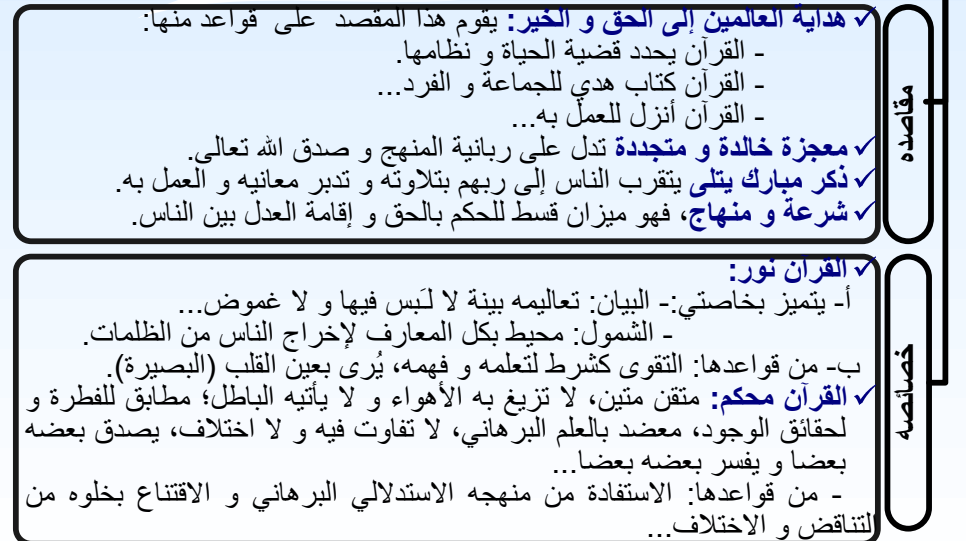 مقاصده
✓ هداية العالمين إلى الحق و الخير: يقوم هذا المقصد على قواعد منها:
- القرآن يحدد قضية الحياة و نظامها.
- القرآن كتاب هدي للجماعة و الفرد...
- القرآن أنزل للعمل به...
✓ معجزة خالدة و متجددة تدل على ربانية المنهج و صدق الله تعالى.
✓ ذكر مبارك يتلى يتقرب الناس إلى ربهم بتلاوته و تدبر معانيه و العمل به.
✓ شرعة و منهاج، فهو ميزان قسط للحكم بالحق و إقامة العدل بين الناس.
خصائصه
✓ القرآن نور:
أ- يتميز بخاصتي:- البيان: تعاليمه بينة لا لَبس فيها و لا غموض...
- الشمول: محيط بكل المعارف لإخراج الناس من الظلمات.
ب- من قواعدها: التقوى كشرط لتعلمه و فهمه، يُرى بعين القلب (البصيرة).
✓ القرآن محكم: متقن متين، لا تزيغ به الأهواء و لا يأتيه الباطل؛ مطابق للفطرة و
لحقائق الوجود، معضد بالعلم البرهاني، لا تفاوت فيه و لا اختلاف، يصدق بعضه
بعضا و يفسر بعضه بعضا...
- من قواعدها: الاستفادة من منهجه الاستدلالي البرهاني و الاقتناع بخلوه من
التناقض و الاختلاف...